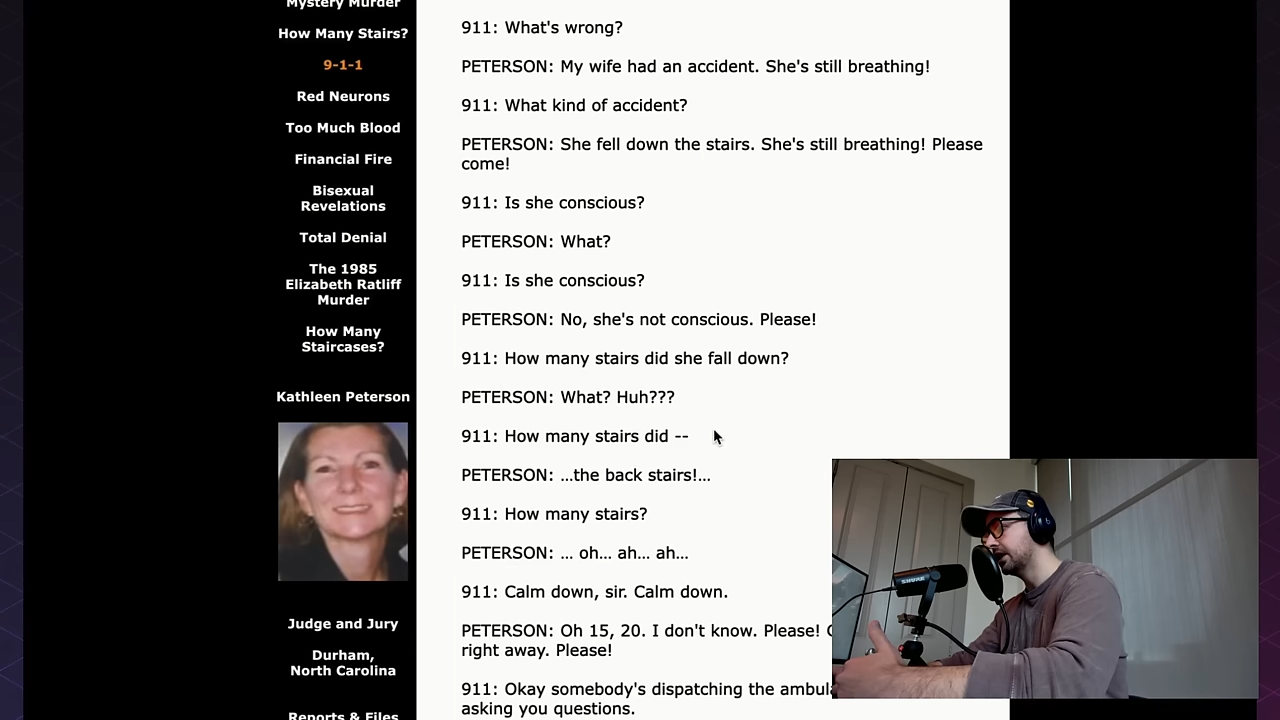 Mystery Murder
How Many Stairs?
9-1-1
Red Neurons
Too Much Blood
Financial Fire
Bisexual
Revelations
Total Denial
The 1985
Elizabeth Ratliff
Murder
How Many
Staircases?
Kathleen Peterson
Judge and Jury
Durham,
North Carolina
Reports & Files
911: What's wrong?
PETERSON: My wife had an accident. She's still breathing!
911: What kind of accident?
PETERSON: She fell down the stairs. She's still breathing! Please
come!
911: Is she conscious?
PETERSON: What?
911: Is she conscious?
PETERSON: No, she's not conscious. Please!
911: How many stairs did she fall down?
PETERSON: What? Huh???
911: How many stairs did --
PETERSON: …the back stairs!…
911: How many stairs?
PETERSON: … oh… ah… ah…
911: Calm down, sir. Calm down.
PETERSON: Oh 15, 20. I don't know. Please!
right away. Please!
911: Okay somebody's dispatching the
asking you questions.
SHURE